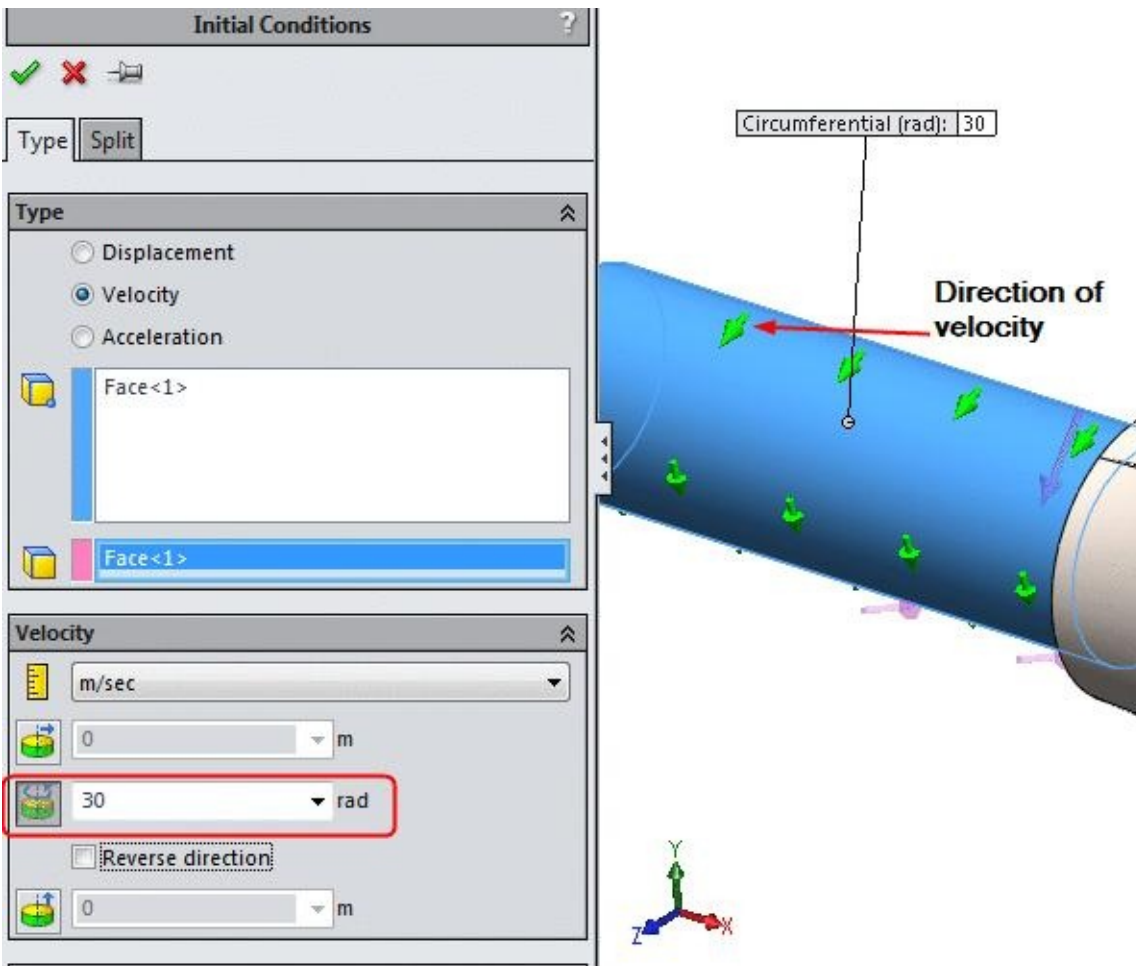 Initial Conditions ?
Type Split
Type
Displacement
Velocity
Acceleration
Face<1>
Face<1>
Velocity
m/sec
0 m
30 rad
Reverse direction
0 m
Circumferential (rad): 30
Direction of
velocity
Y
Z X